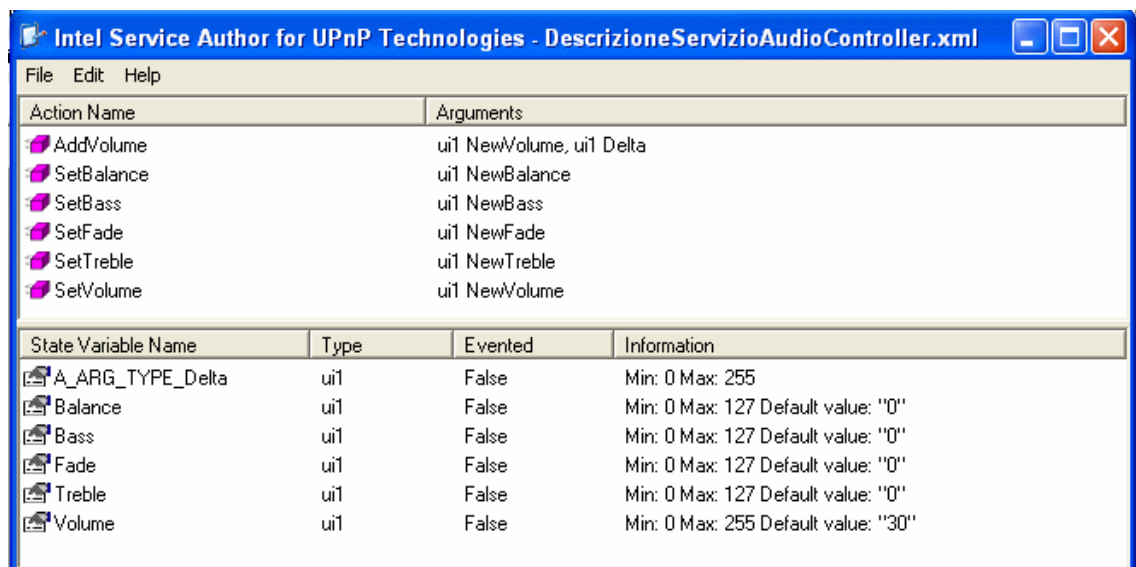 Intel Service Author for UPnP Technologies - DescrizioneServizioAudioController.xml
File Edit Help
Action Name Arguments
AddVolume ui1 NewVolume, ui1 Delta
SetBalance ui1 NewBalance
SetBass ui1 NewBass
SetFade ui1 NewFade
SetTreble ui1 NewTreble
SetVolume ui1 NewVolume
State Variable Name Type Evented Information
A_ARG_TYPE_Delta ui1 False Min: 0 Max: 255
Balance ui1 False Min: 0 Max: 127 Default value: "0"
Bass ui1 False Min: 0 Max: 127 Default value: "0"
Fade ui1 False Min: 0 Max: 127 Default value: "0"
Treble ui1 False Min: 0 Max: 127 Default value: "0"
Volume ui1 False Min: 0 Max: 255 Default value: "30"